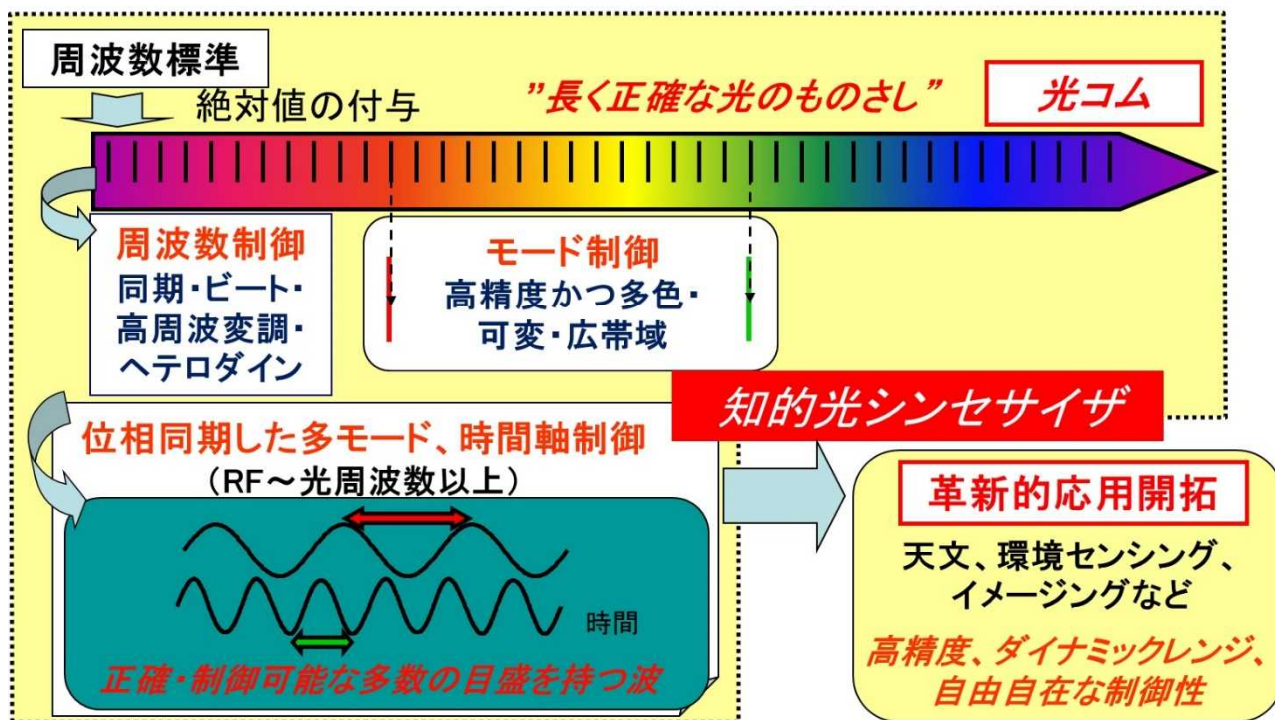 周波数標準
絶対値の付与
”長く正確な光のものさし”
光コム
周波数制御
同期・ビート・
高周波変調・
ヘテロダイン
モード制御
高精度かつ多色・
可変・広帯域
知的光シンセサイザ
位相同期した多モード、時間軸制御
(RF～光周波数以上)
時間
正確・制御可能な多数の目盛を持つ波
革新的応用開拓
天文、環境センシング、
イメージングなど
高精度、ダイナミックレンジ、
自由自在な制御性